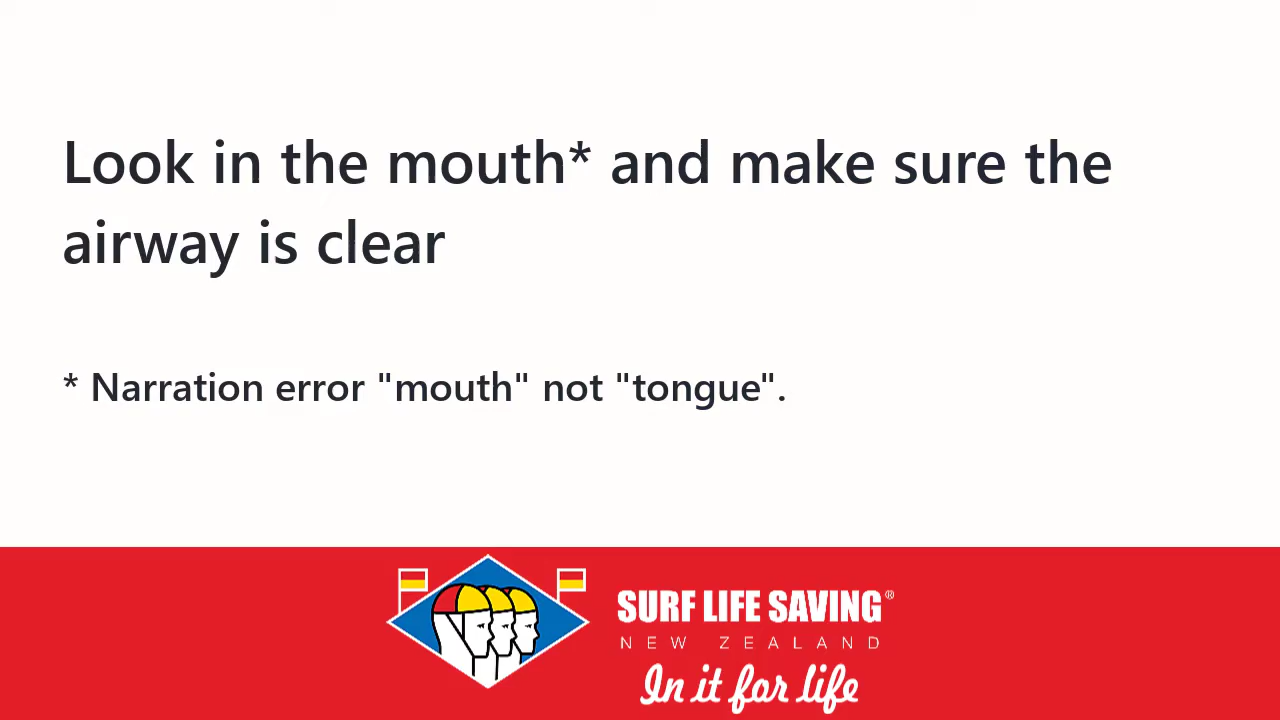 Look in the mouth* and make sure the
airway is clear
* Narration error "mouth" not "tongue".
SURF LIFE SAVING®
NEW ZEALAND
In it for life